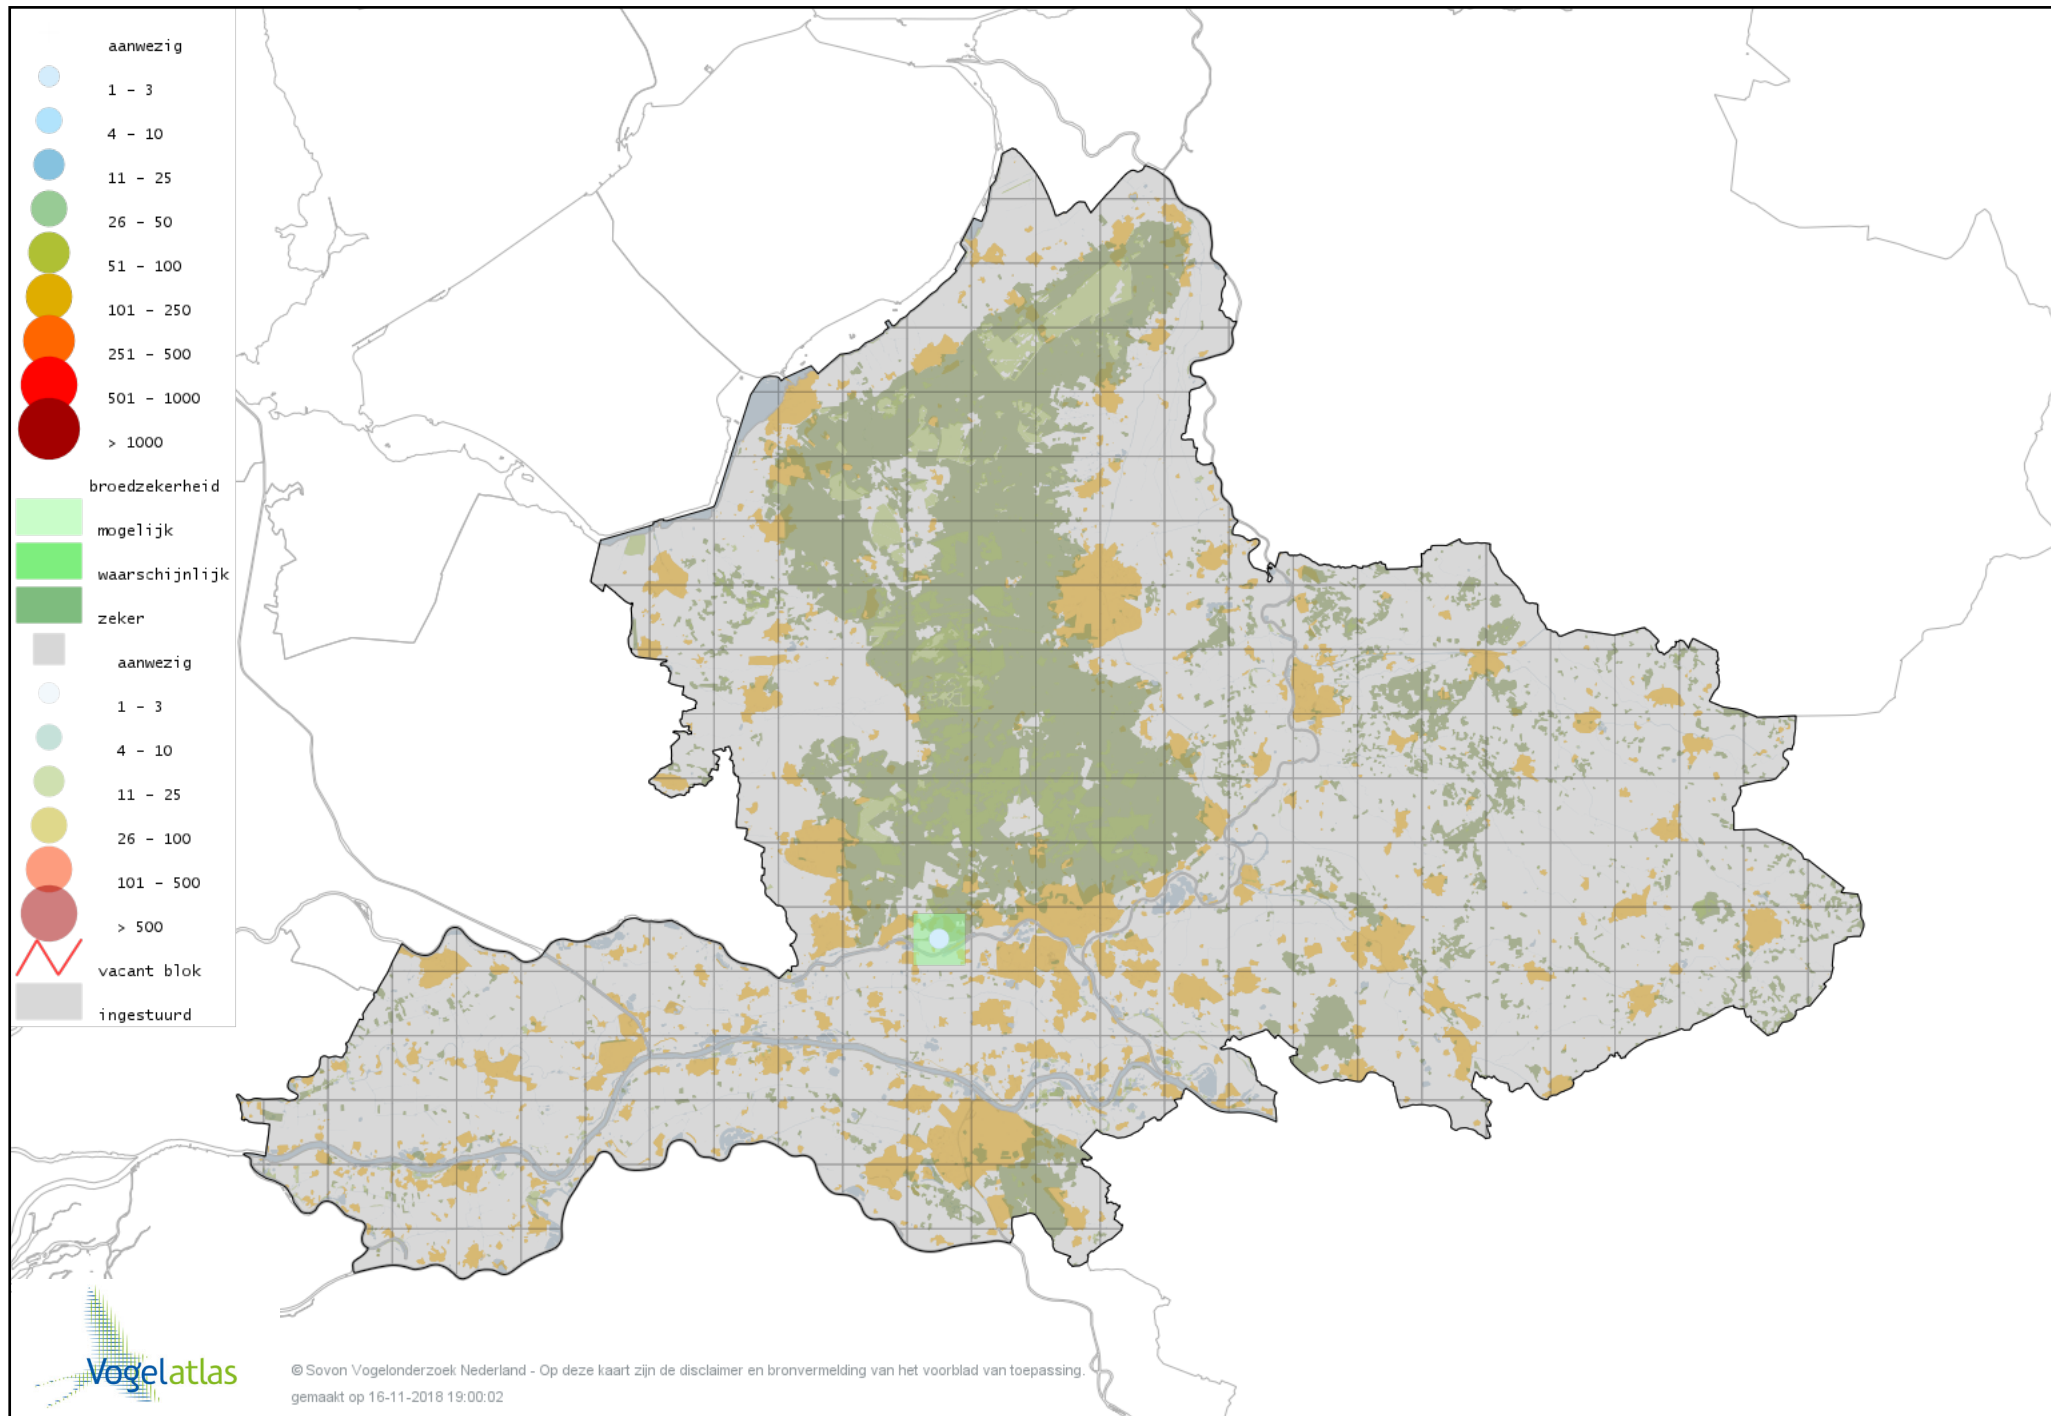 aanwezig
1 - 3
4 - 10
11 - 25
26 - 50
51 - 100
101 - 250
251 - 500
501 - 1000
> 1000
broedzekerheid
mogelijk
waarschijnlijk
zeker
aanwezig
1 - 3
4 - 10
11 - 25
26 - 100
101 - 500
> 500
vacant blok
ingestuurd
Vogelatlas
© Sovon Vogelonderzoek Nederland - Op deze kaart zijn de disclaimer en bronvermelding van het voorblad van toepassing.
gemaakt op 16-11-2018 19:00:02